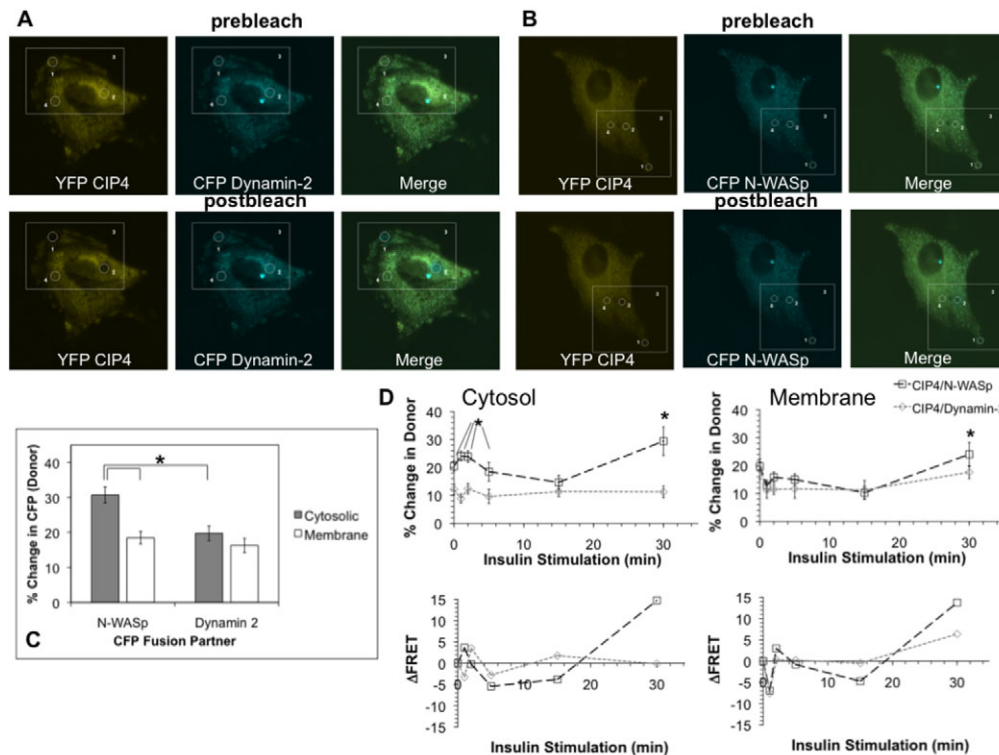 A
prebleach
YFP CIP4
CFP Dynamin-2
Merge
postbleach
YFP CIP4
CFP Dynamin-2
Merge
B
prebleach
YFP CIP4
CFP N-WASp
Merge
postbleach
YFP CIP4
CFP N-WASp
Merge
C
% Change in CFP (Donor)
40
30
20
10
0
*
Cytosolic
Membrane
N-WASp
Dynamin 2
CFP Fusion Partner
D
Cytosol
% Change in Donor
40
30
20
10
0
*
*
0 10 20 30
Insulin Stimulation (min)
Membrane
CIP4/N-WASp
CIP4/Dynamin-
% Change in Donor
40
30
20
10
0
*
0 10 20 30
Insulin Stimulation (min)
ΔFRET
15
10
5
0
-5
-10
-15
0 10 20 30
Insulin Stimulation (min)
ΔFRET
15
10
5
0
-5
-10
-15
0 10 20 30
Insulin Stimulation (min)